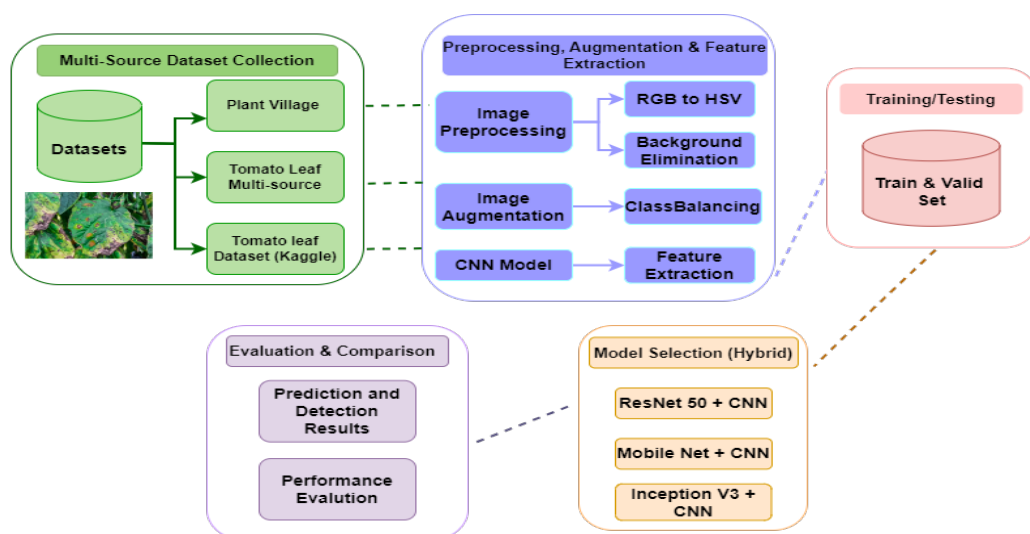 Multi-Source Dataset Collection
Datasets
Plant Village
Tomato Leaf
Multi-source
Tomato leaf
Dataset (Kaggle)
Preprocessing, Augmentation & Feature
Extraction
Image
Preprocessing
RGB to HSV
Background
Elimination
Image
Augmentation
ClassBalancing
CNN Model
Feature
Extraction
Training/Testing
Train & Valid
Set
Evaluation & Comparison
Prediction and
Detection
Results
Performance
Evalution
Model Selection (Hybrid)
ResNet 50 + CNN
Mobile Net + CNN
Inception V3 +
CNN